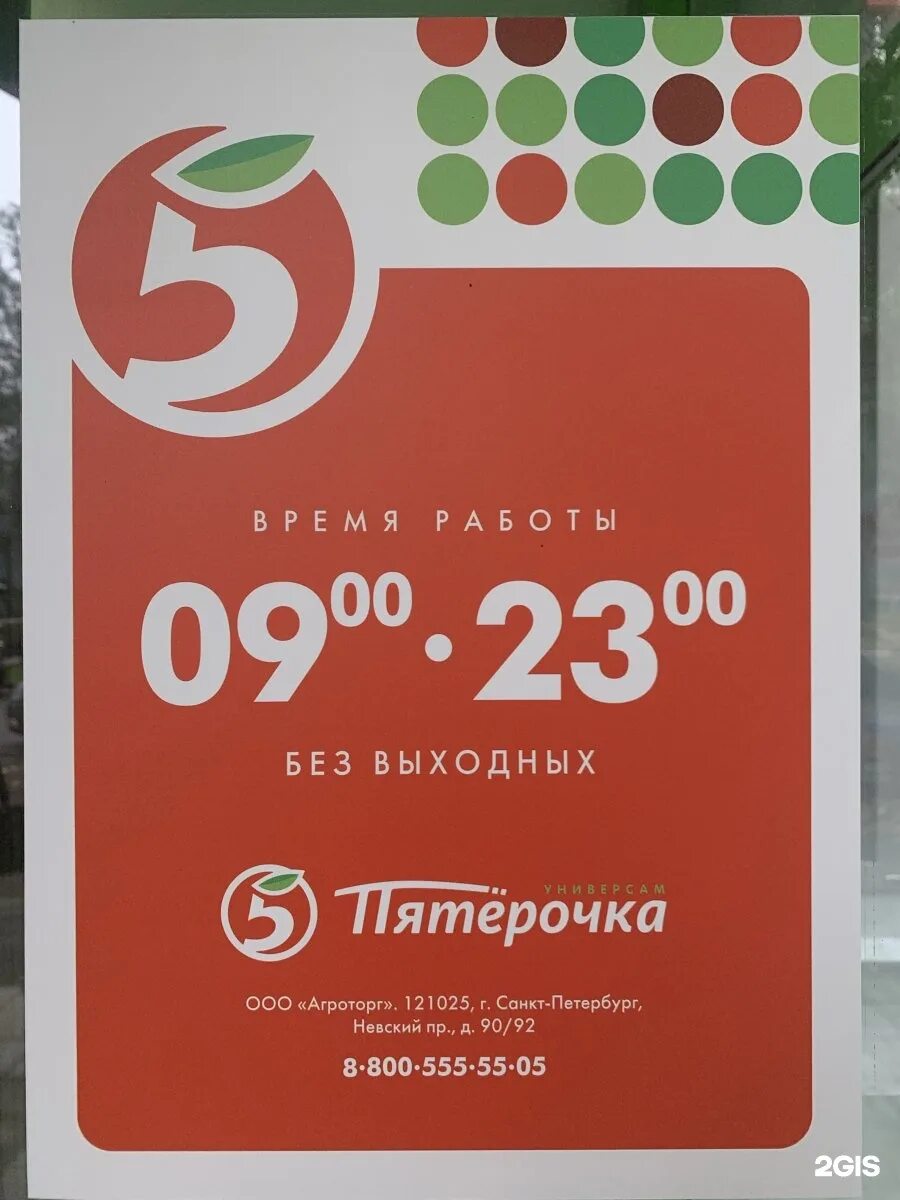 5
ВРЕМЯ РАБОТЫ
09⁰⁰·23⁰⁰
БЕЗ ВЫХОДНЫХ
5 УНИВЕРСАМ
Пятёрочка
ООО «Агроторг». 121025, г. Санкт-Петербург,
Невский пр., д. 90/92
8·800·555·55·05
2GIS